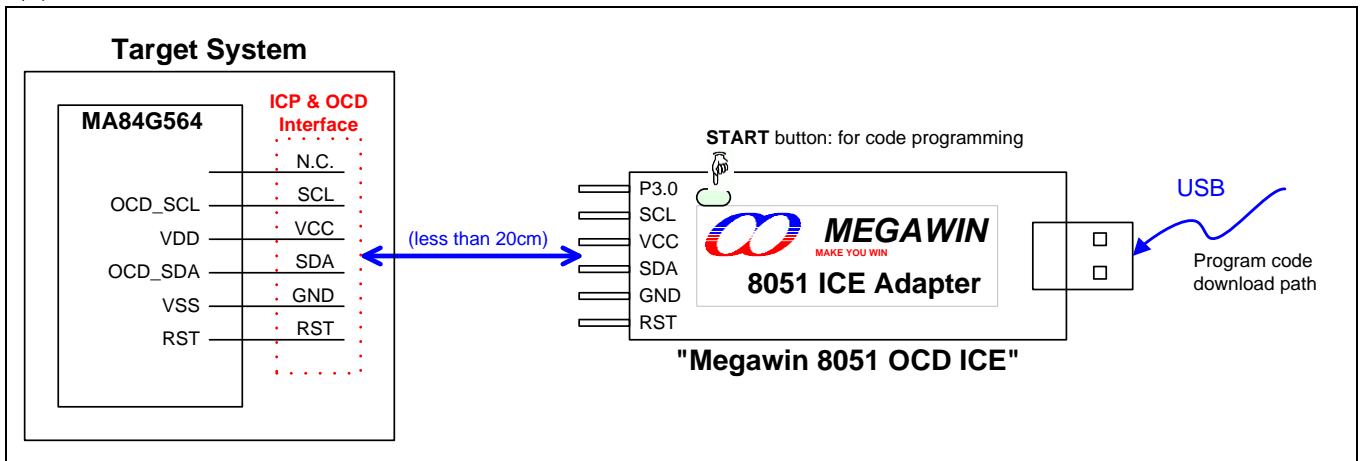 Target System
MA84G564
ICP & OCD
Interface
N.C.
OCD_SCL
SCL
VDD
VCC
OCD_SDA
SDA
VSS
GND
RST
RST
(less than 20cm)
START button: for code programming
P3.0
SCL
VCC
SDA
GND
RST
MEGAWIN
MAKE YOU WIN
8051 ICE Adapter
"Megawin 8051 OCD ICE"
USB
Program code
download path